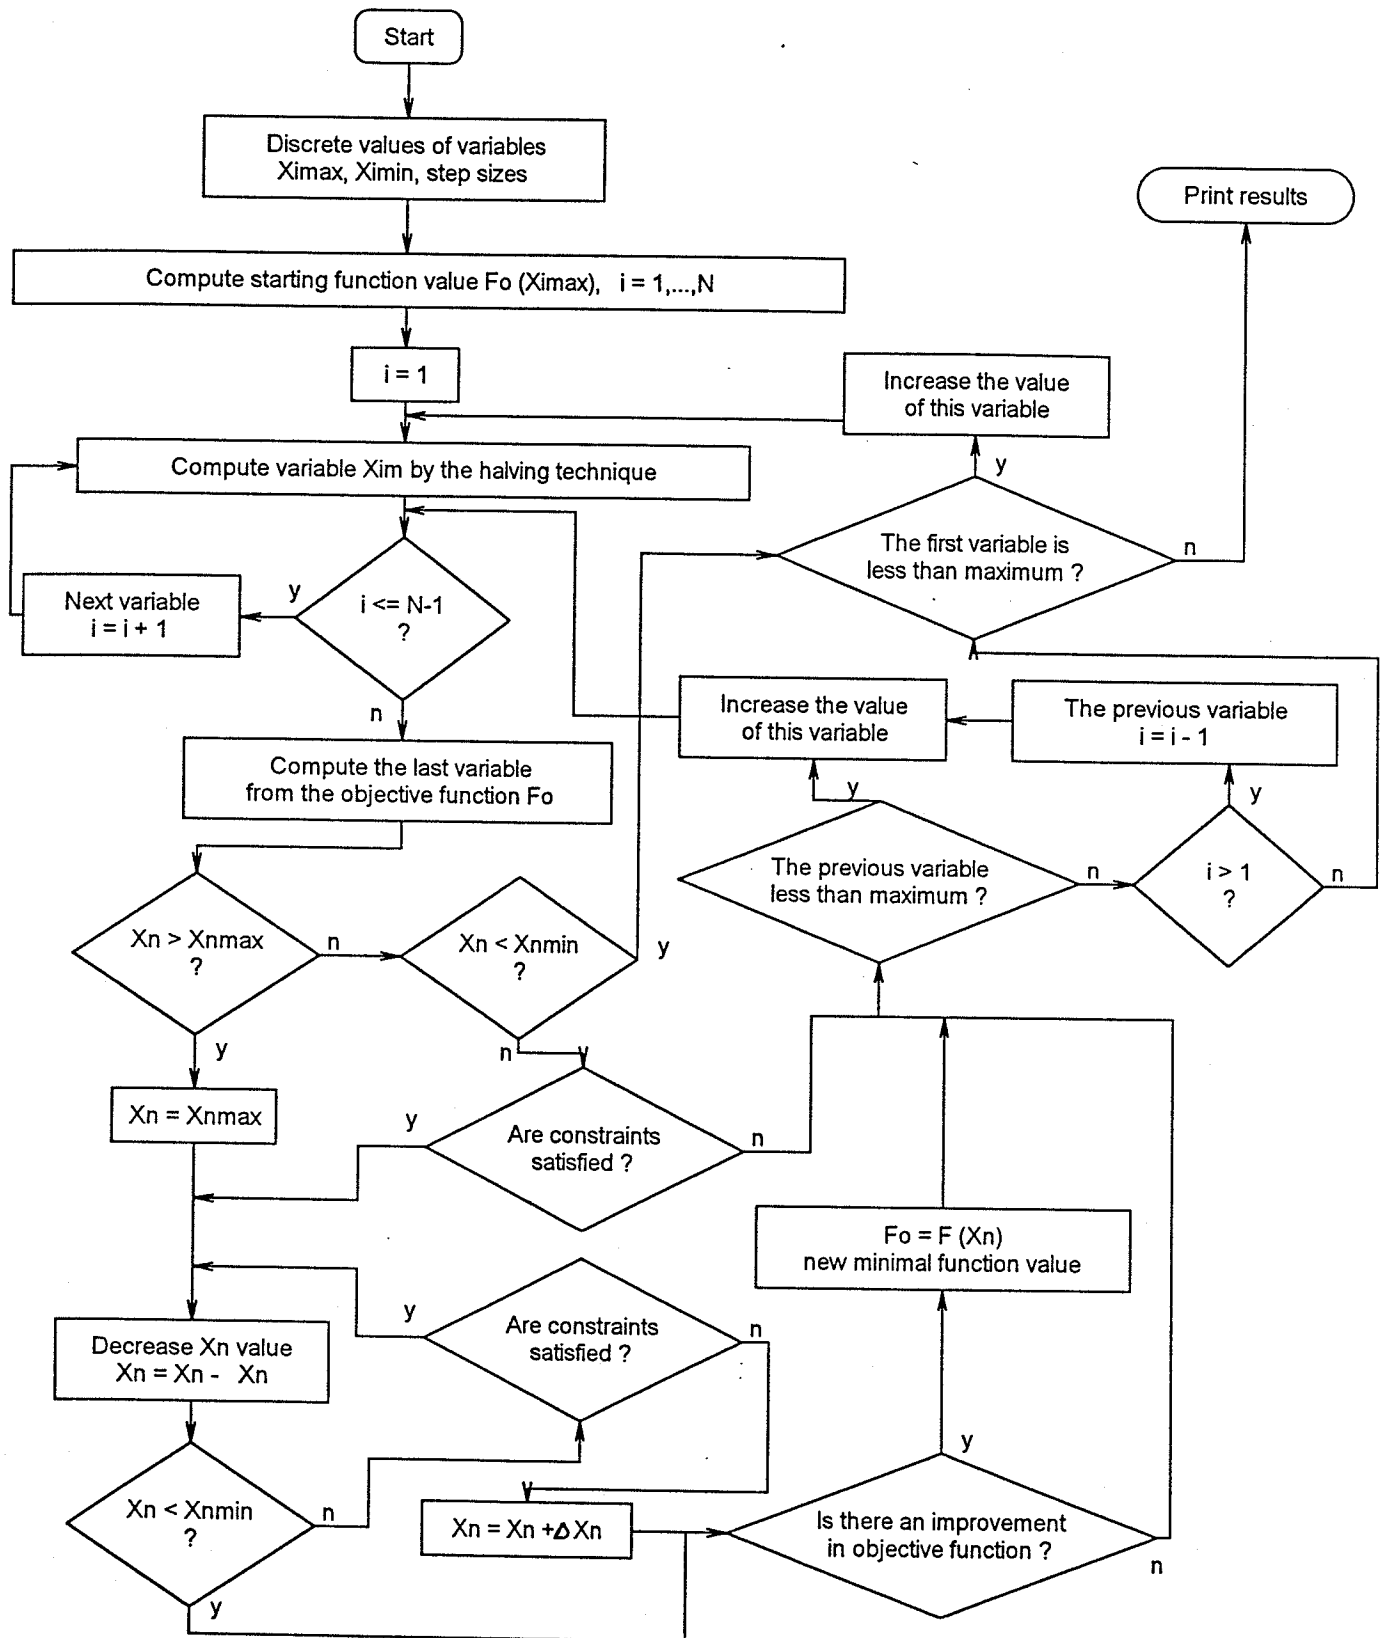 Start
Discrete values of variables
Ximax, Ximin, step sizes
Print results
Compute starting function value Fo (Ximax), i = 1,...,N
i = 1
Increase the value
of this variable
y
Compute variable Xim by the halving technique
The first variable is
less than maximum ?
n
Next variable
i = i + 1
y
i <= N-1
?
n
Increase the value
of this variable
The previous variable
i = i - 1
Compute the last variable
from the objective function Fo
y
y
The previous variable
less than maximum ?
n
i > 1
?
n
Xn > Xnmax
?
n
Xn < Xnmin
?
y
y
n
Xn = Xnmax
y
Are constraints
satisfied ?
n
Fo = F (Xn)
new minimal function value
y
Are constraints
satisfied ?
n
Decrease Xn value
Xn = Xn - Xn
y
Xn < Xnmin
?
n
Xn = Xn +Δ Xn
Is there an improvement
in objective function ?
n
y